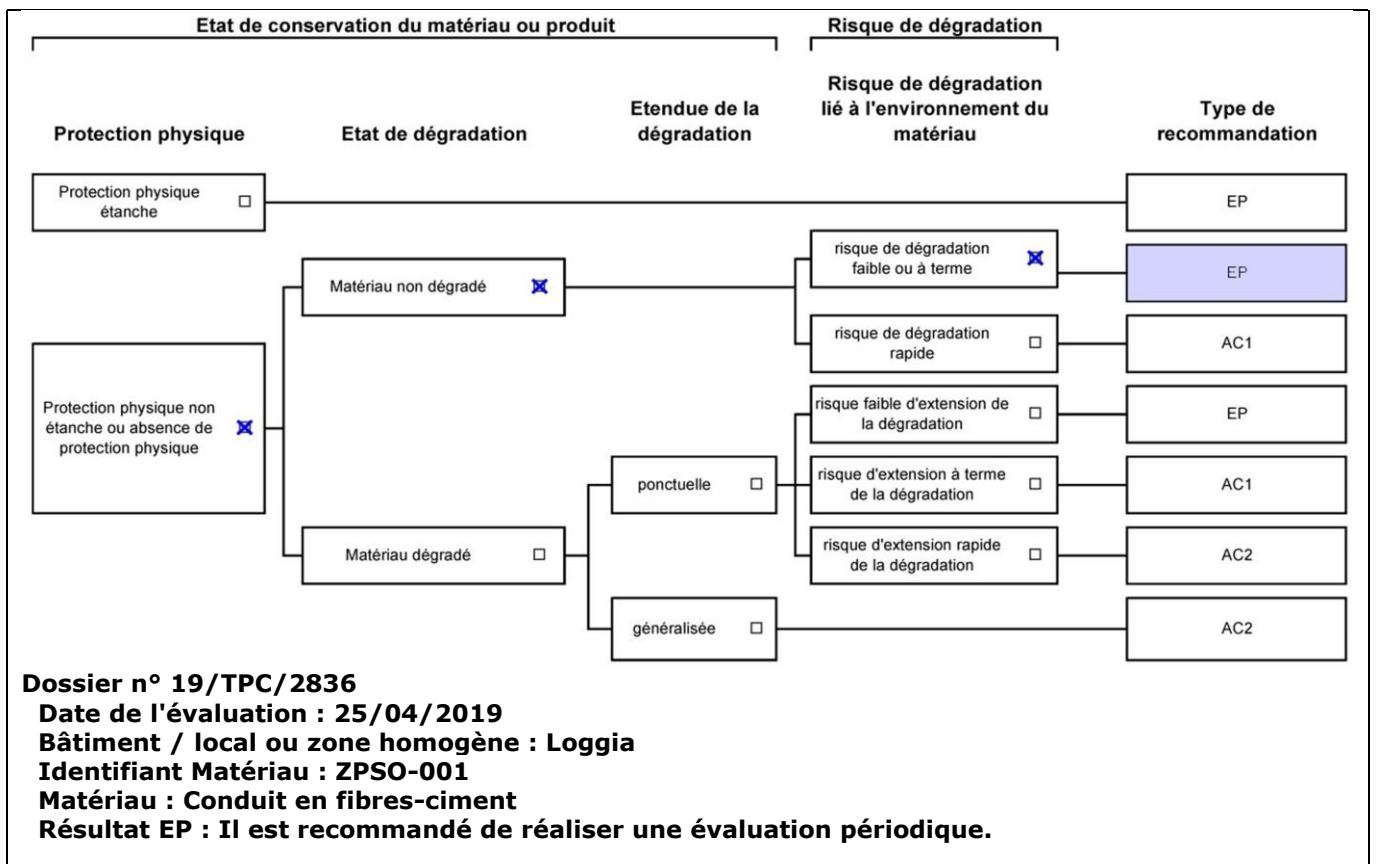 Etat de conservation du matériau ou produit
Risque de dégradation
Protection physique
Etat de dégradation
Etendue de la
dégradation
Risque de dégradation
lié à l'environnement du
matériau
Type de
recommandation
Protection physique
étanche
EP
risque de dégradation
faible ou à terme
EP
Matériau non dégradé
risque de dégradation
rapide
AC1
Protection physique non
étanche ou absence de
protection physique
risque faible d'extension de
la dégradation
EP
ponctuelle
risque d'extension à terme
de la dégradation
AC1
Matériau dégradé
risque d'extension rapide
de la dégradation
AC2
généralisée
AC2
Dossier n° 19/TPC/2836
Date de l'évaluation : 25/04/2019
Bâtiment / local ou zone homogène : Loggia
Identifiant Matériau : ZPSO-001
Matériau : Conduit en fibres-ciment
Résultat EP : Il est recommandé de réaliser une évaluation périodique.